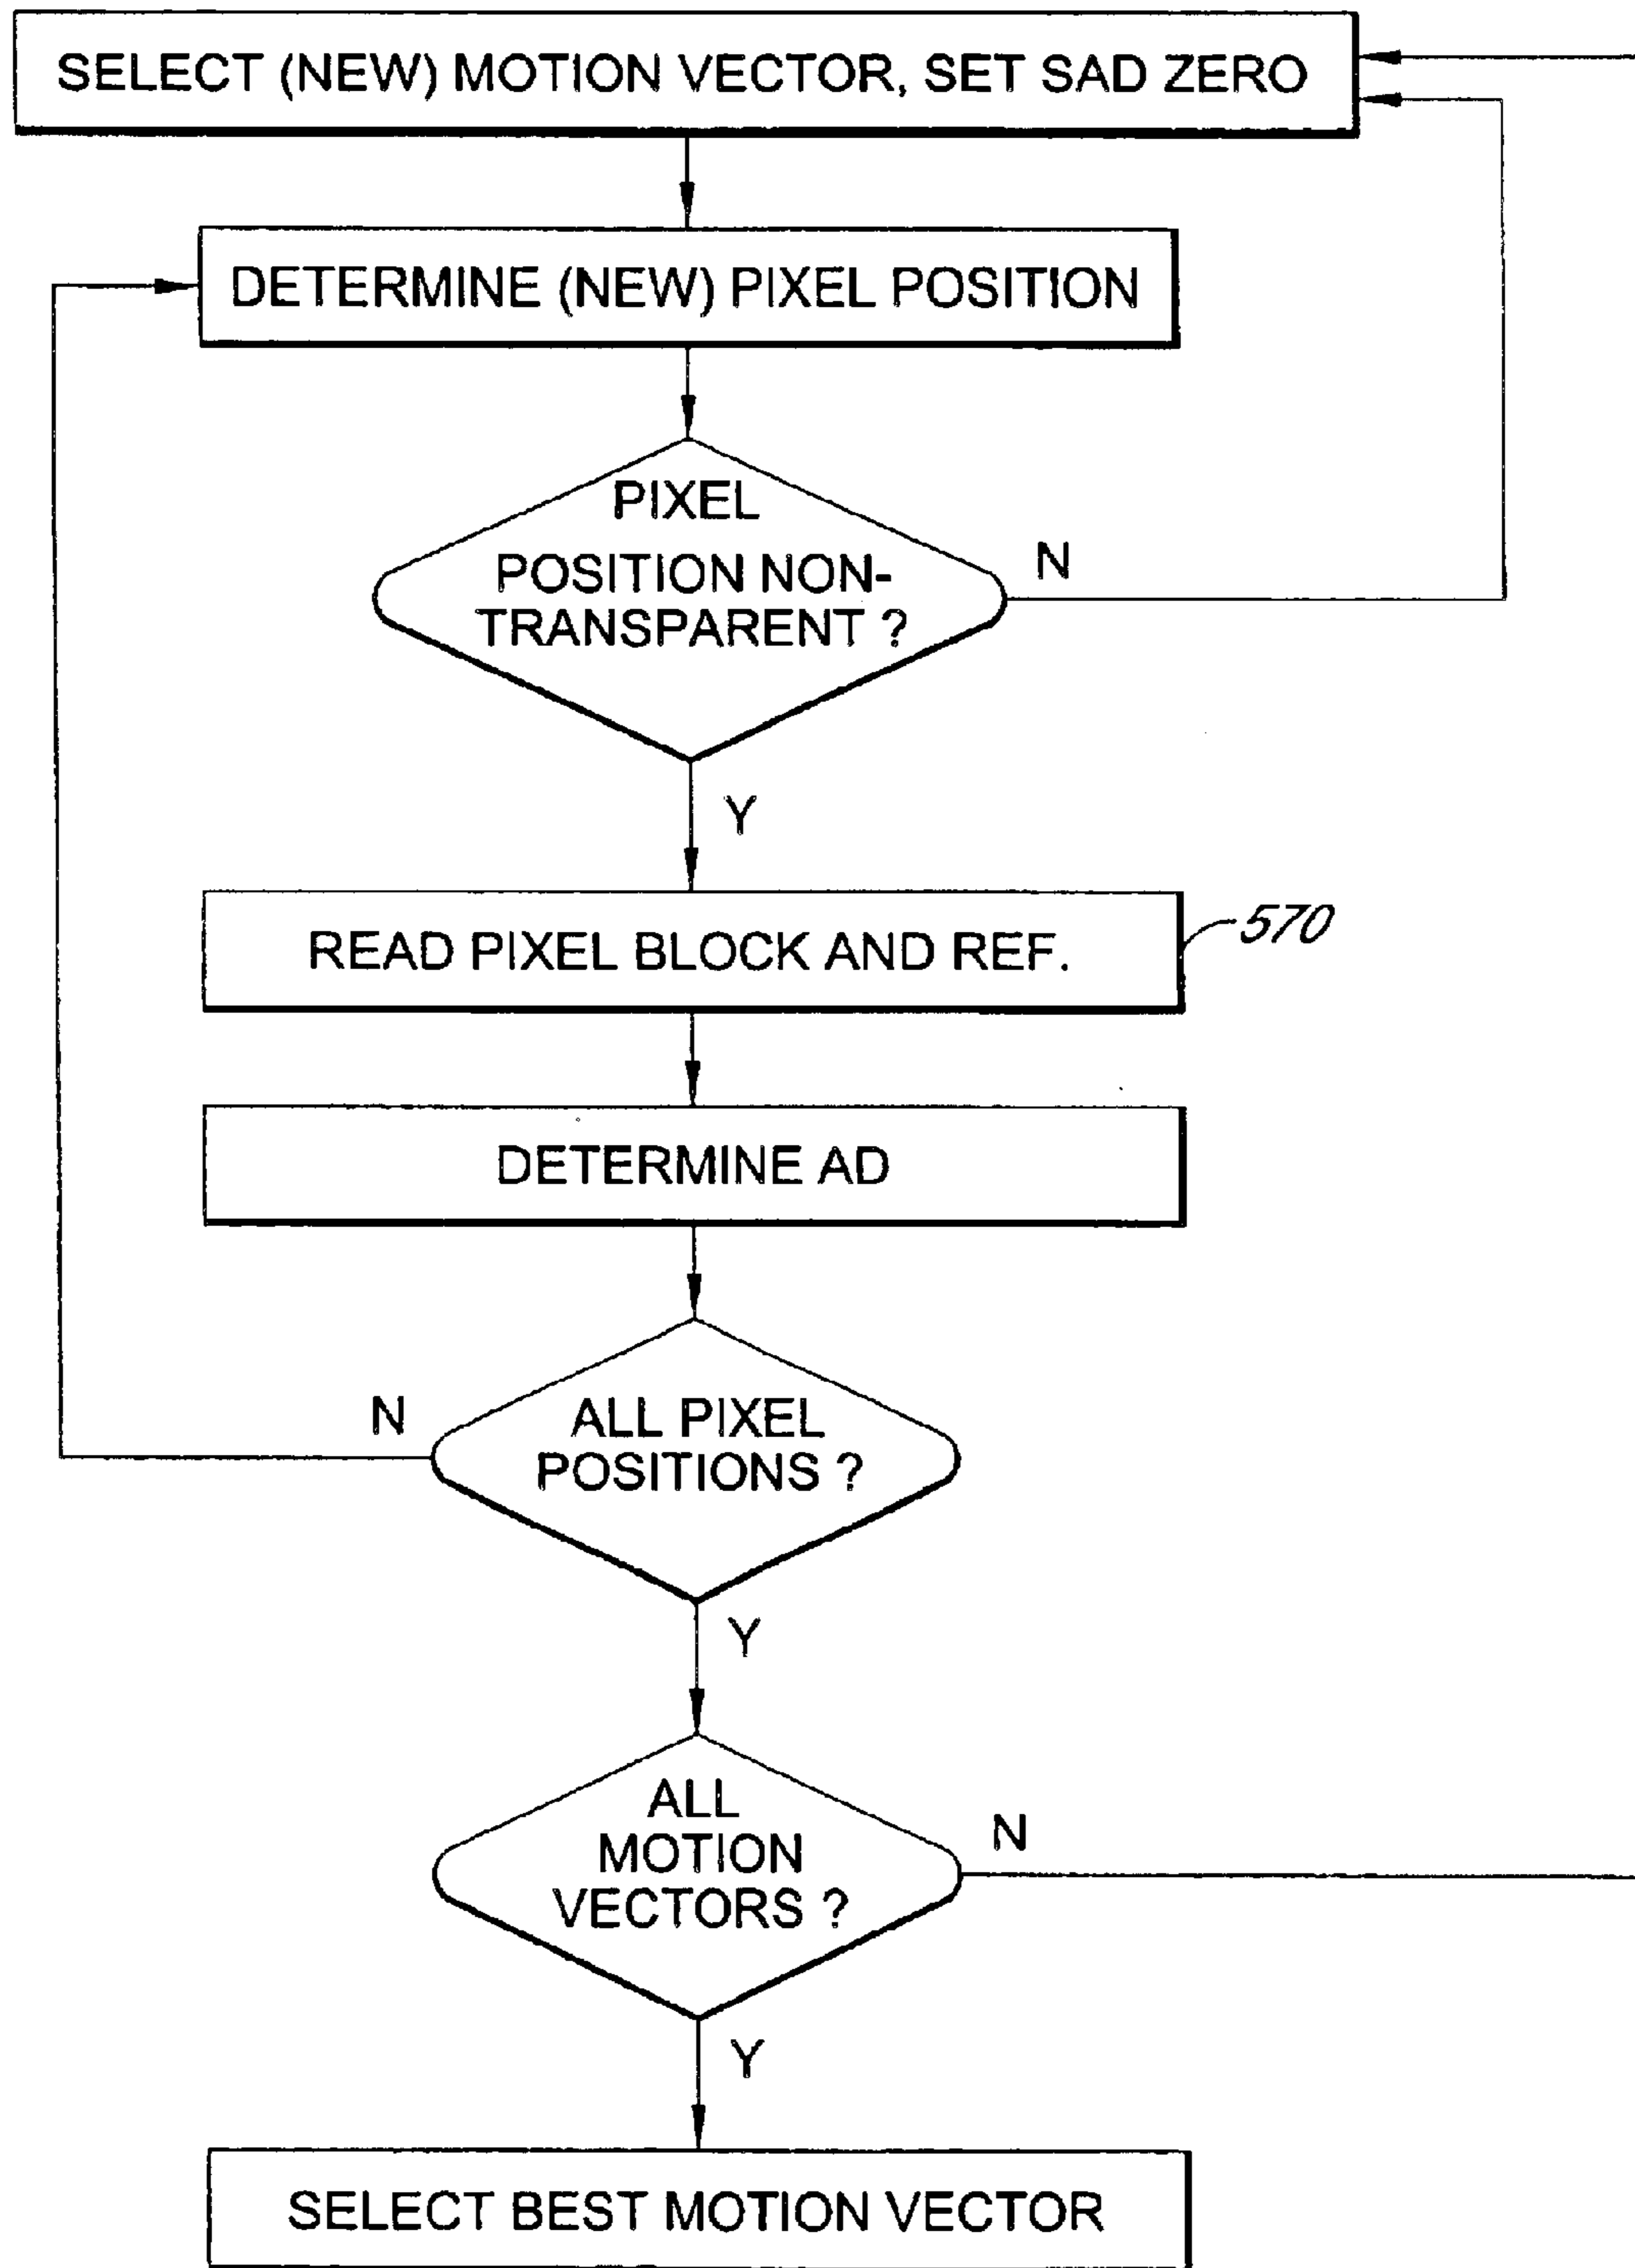 SELECT (NEW) MOTION VECTOR, SET SAD ZERO
DETERMINE (NEW) PIXEL POSITION
PIXEL
POSITION NON-
TRANSPARENT ?
N
Y
READ PIXEL BLOCK AND REF.
570
DETERMINE AD
N
ALL PIXEL
POSITIONS ?
Y
ALL
MOTION
VECTORS ?
N
Y
SELECT BEST MOTION VECTOR